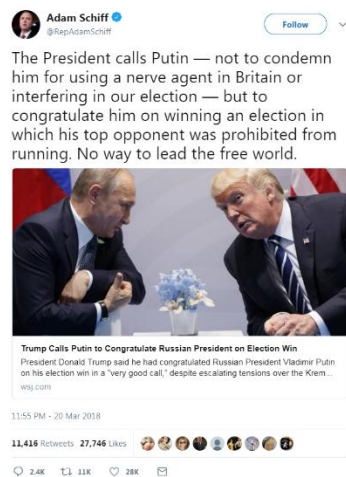 Adam Schiff
@RepAdamSchiff
Follow
The President calls Putin — not to condemn
him for using a nerve agent in Britain or
interfering in our election — but to
congratulate him on winning an election in
which his top opponent was prohibited from
running. No way to lead the free world.
Trump Calls Putin to Congratulate Russian President on Election Win
President Donald Trump said he had congratulated Russian President Vladimir Putin
on his election win in a "very good call," despite escalating tensions over the Krem...
wsj.com
11:55 PM - 20 Mar 2018
11,416 Retweets 27,746 Likes
2.4K 11K 28K